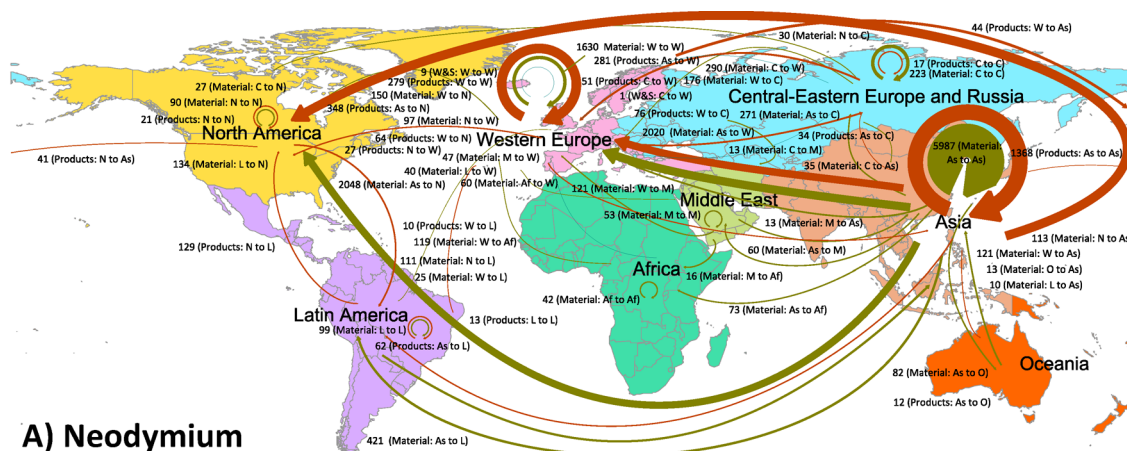 44 (Products: W to As)
30 (Material: N to C)
1630 Material: W to W)
281 (Products: As to W)
9 (W&S: W to W)
290 (Material: C to W)
17 (Products: C to C)
223 (Material: C to C)
27 (Material: C to N)
279 (Products: W to W)
51 (Products: C to W)
176 (Material: W to C)
150 (Material: W to N)
1 (W&S: C to W)
Central-Eastern Europe and Russia
90 (Material: N to N)
348 (Products: As to N)
76 (Products: W to C)
271 (Material: As to C)
21 (Products: N to N)
97 (Material: N to W)
North America
Western Europe
2020 (Material: As to W)
34 (Products: As to C)
64 (Products: W to N)
27 (Products: N to W)
13 (Material: C to M)
5987 (Material: As to As)
1368 (Products: As to As)
41 (Products: N to As)
134 (Material: L to N)
47 (Material: M to W)
35 (Material: C to As)
40 (Material: L to W)
2048 (Material: As to N)
60 (Material: Af to W)
121 (Material: W to M)
Middle East
53 (Material: M to M)
13 (Material: M to As)
Asia
10 (Products: W to L)
113 (Material: N to As)
129 (Products: N to L)
119 (Material: W to Af)
60 (Material: As to M)
121 (Material: W to As)
111 (Material: N to L)
Africa
13 (Material: O to As)
25 (Material: W to L)
16 (Material: M to Af)
10 (Material: L to As)
42 (Material: Af to Af)
73 (Material: As to Af)
Latin America
13 (Products: L to L)
99 (Material: L to L)
62 (Products: As to L)
Oceania
82 (Material: As to O)
12 (Products: As to O)
A) Neodymium
421 (Material: As to L)